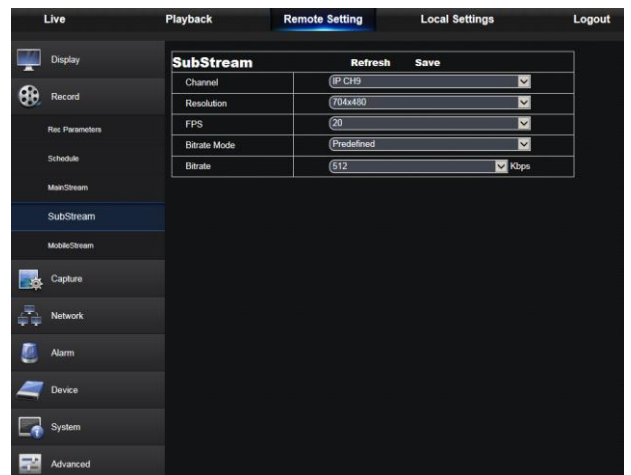 Live Playback Remote Setting Local Settings Logout
Display
Record
Rec Parameters
Schedule
MainStream
SubStream
MobileStream
Capture
Network
Alarm
Device
System
Advanced
SubStream Refresh Save
Channel IP CH9
Resolution 704x480
FPS 20
Bitrate Mode Predefined
Bitrate 512 Kbps